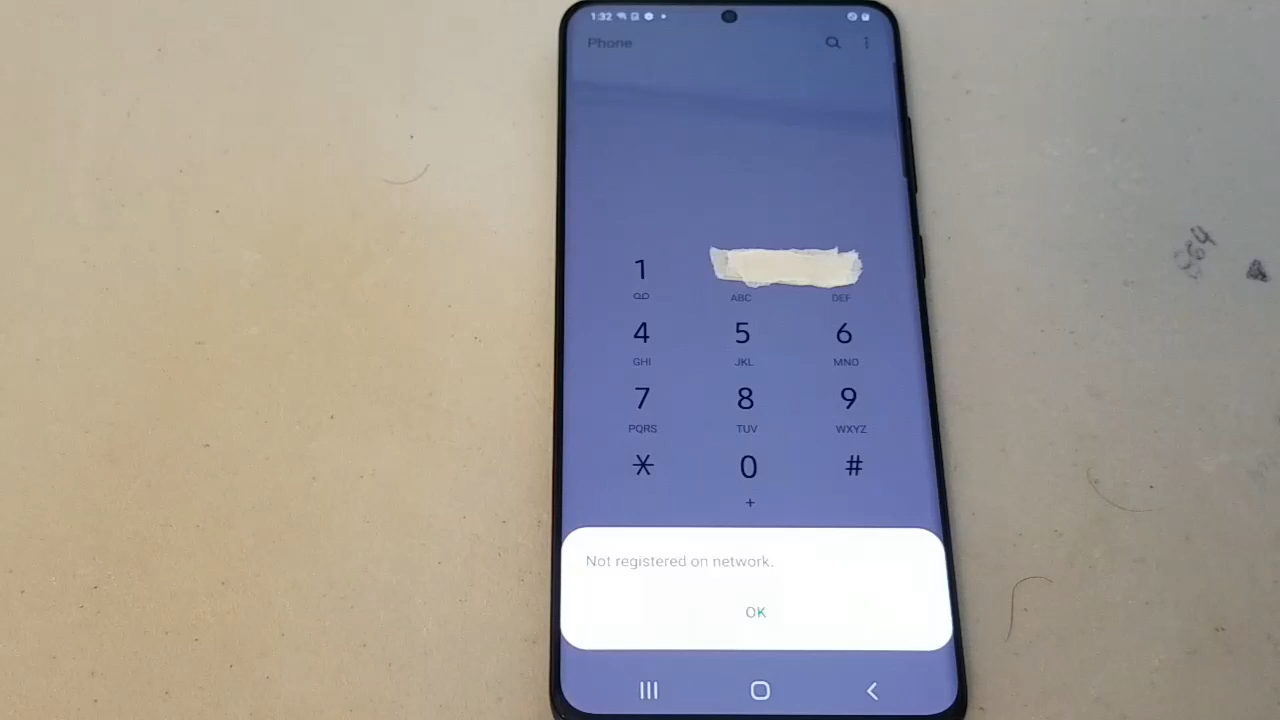 1:32
Phone
1
ABC DEF
4 5 6
GHI JKL MNO
7 8 9
PQRS TUV WXYZ
* 0 #
+
Not registered on network.
OK